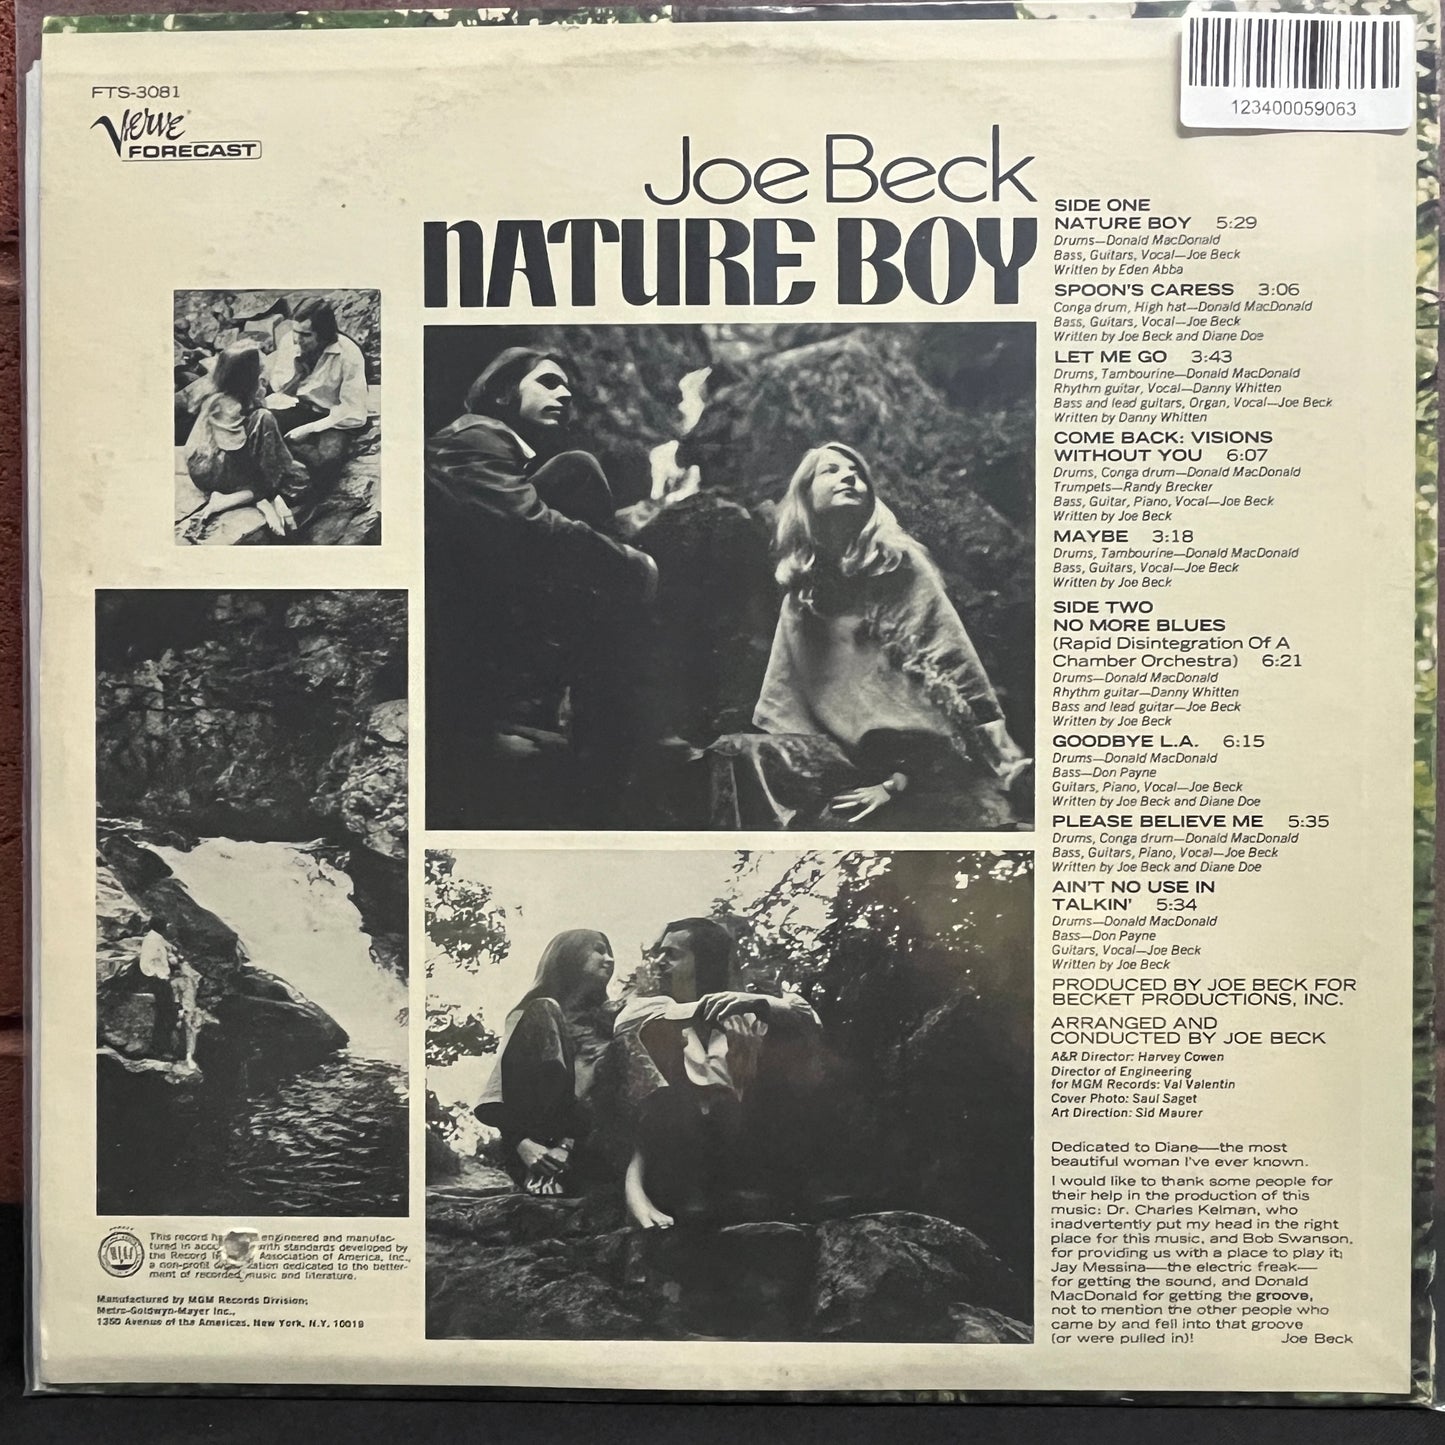 FTS-3081
Verve
FORECAST
123400059063
Joe Beck
NATURE BOY
SIDE ONE
NATURE BOY 5:29
Drums—Donald MacDonald
Bass, Guitars, Vocal—Joe Beck
Written by Eden Abba
SPOON'S CARESS 3:06
Conga drum, High hat—Donald MacDonald
Bass, Guitars, Vocal—Joe Beck
Written by Joe Beck and Diane Doe
LET ME GO 3:43
Drums, Tambourine—Donald MacDonald
Rhythm guitar, Vocal—Danny Whitten
Bass and lead guitars, Organ, Vocal—Joe Beck
Written by Danny Whitten
COME BACK: VISIONS
WITHOUT YOU 6:07
Drums, Conga drum—Donald MacDonald
Trumpets—Randy Brecker
Bass, Guitar, Piano, Vocal—Joe Beck
Written by Joe Beck
MAYBE 3:18
Drums, Tambourine—Donald MacDonald
Bass, Guitars, Vocal—Joe Beck
Written by Joe Beck
SIDE TWO
NO MORE BLUES
(Rapid Disintegration Of A
Chamber Orchestra) 6:21
Drums—Donald MacDonald
Rhythm guitar—Danny Whitten
Bass and lead guitar—Joe Beck
Written by Joe Beck
GOODBYE L.A. 6:15
Drums—Donald MacDonald
Bass—Don Payne
Guitars, Piano, Vocal—Joe Beck
Written by Joe Beck and Diane Doe
PLEASE BELIEVE ME 5:35
Drums, Conga drum—Donald MacDonald
Bass, Guitars, Piano, Vocal—Joe Beck
Written by Joe Beck and Diane Doe
AIN'T NO USE IN
TALKIN' 5:34
Drums—Donald MacDonald
Bass—Don Payne
Guitars, Vocal—Joe Beck
Written by Joe Beck
PRODUCED BY JOE BECK FOR
BECKET PRODUCTIONS, INC.
ARRANGED AND
CONDUCTED BY JOE BECK
A&R Director: Harvey Cowen
Director of Engineering
for MGM Records: Val Valentin
Cover Photo: Saul Saget
Art Direction: Sid Maurer
Dedicated to Diane—the most
beautiful woman I've ever known.
I would like to thank some people for
their help in the production of this
music: Dr. Charles Kelman, who
inadvertently put my head in the right
place for this music, and Bob Swanson,
for providing us with a place to play it;
Jay Messina—the electric freak—
for getting the sound, and Donald
MacDonald for getting the groove,
not to mention the other people who
came by and fell into that groove
(or were pulled in)! Joe Beck
This record engineered and manufac-
tured in with standards developed by
the Record Association of America, Inc.,
a non-profit dedicated to the better-
ment of recorded music and literature.
Manufactured by MGM Records Division;
Metro-Goldwyn-Mayer Inc.,
1350 Avenue of the Americas, New York, N.Y. 10019